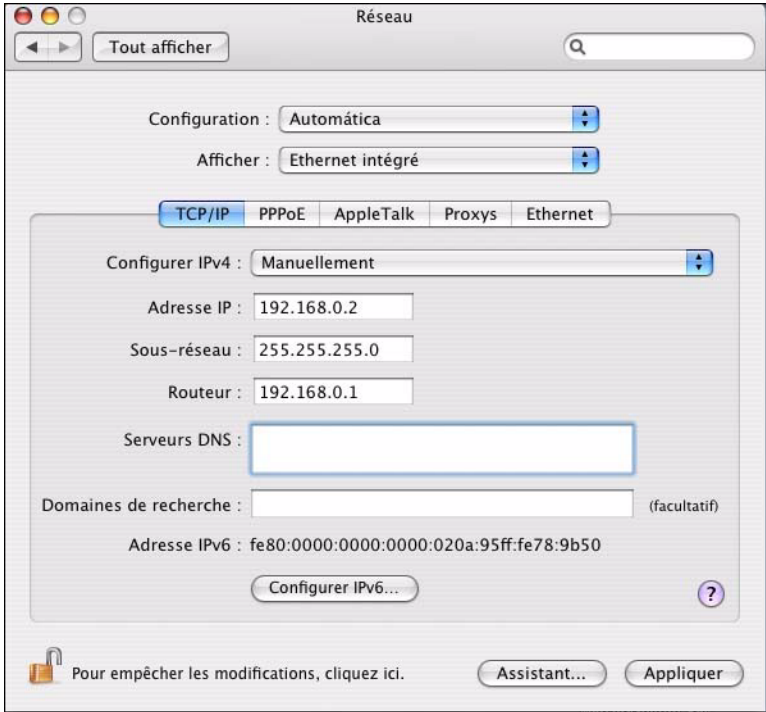 Réseau
Tout afficher
Configuration : Automática
Afficher : Ethernet intégré
TCP/IP PPPoE AppleTalk Proxys Ethernet
Configurer IPv4 : Manuellement
Adresse IP : 192.168.0.2
Sous-réseau : 255.255.255.0
Routeur : 192.168.0.1
Serveurs DNS :
Domaines de recherche : (facultatif)
Adresse IPv6 : fe80:0000:0000:0000:020a:95ff:fe78:9b50
Configurer IPv6... ?
Pour empêcher les modifications, cliquez ici. Assistant... Appliquer